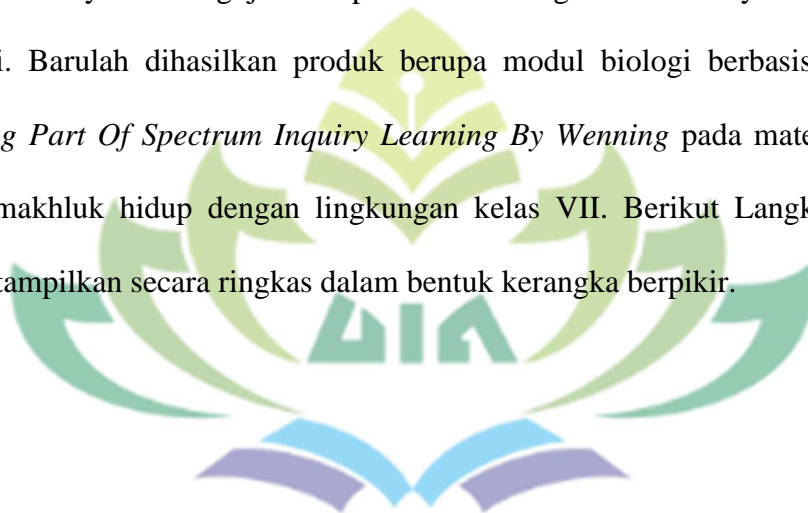 i. Barulah dihasilkan produk berupa modul biologi berbasis
g Part Of Spectrum Inquiry Learning By Wenning pada mate
makhluk hidup dengan lingkungan kelas VII. Berikut Langk
tampilkan secara ringkas dalam bentuk kerangka berpikir.
UIN